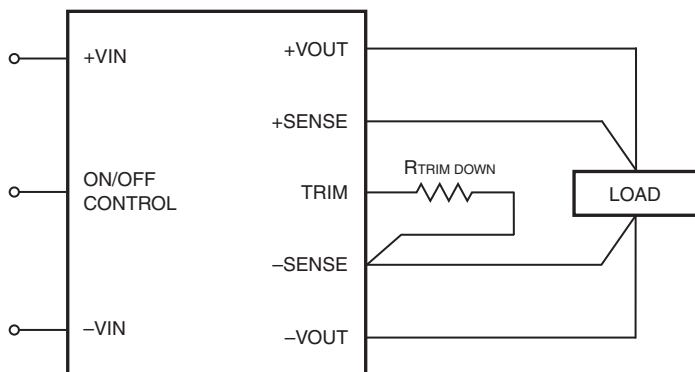 +VIN
ON/OFF
CONTROL
–VIN
+VOUT
+SENSE
TRIM
–SENSE
–VOUT
RTRIM DOWN
LOAD